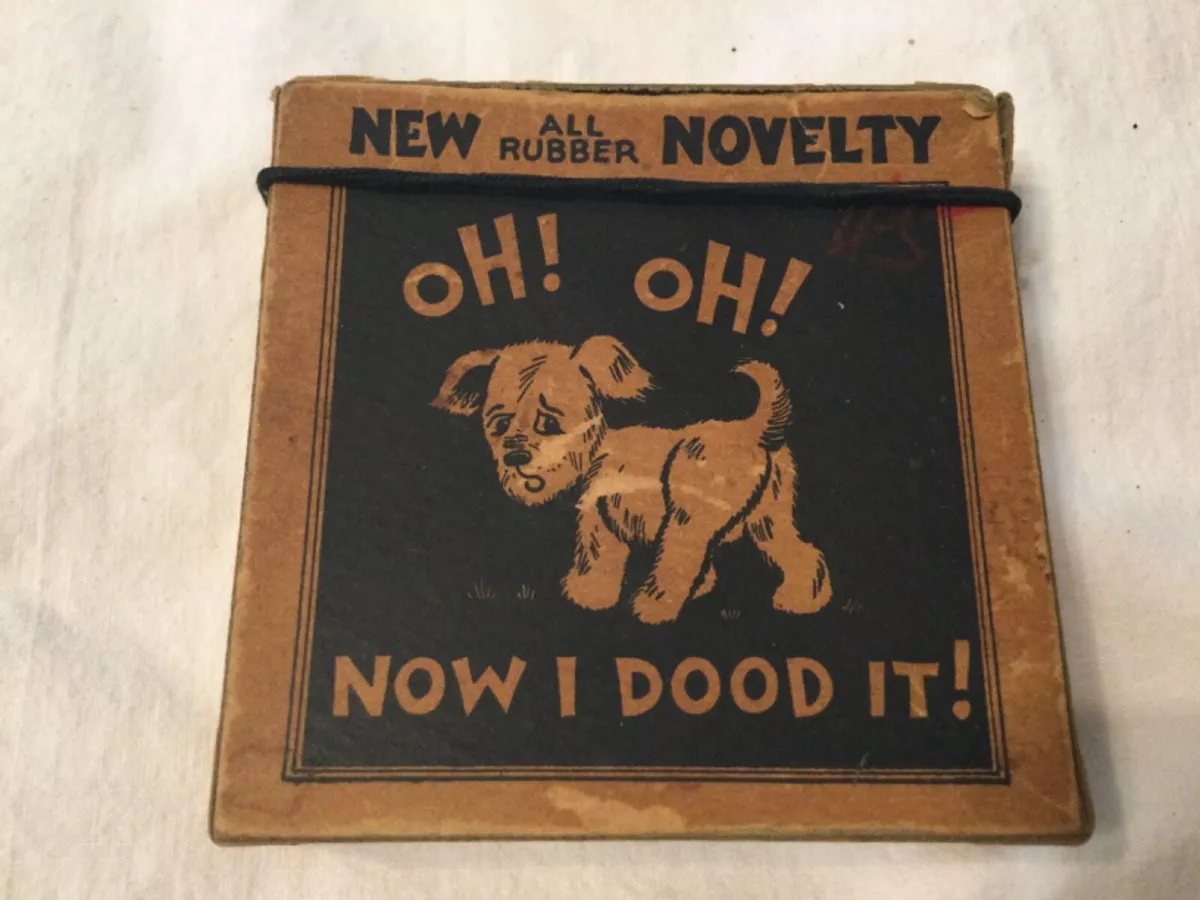 NEW ALL RUBBER NOVELTY
OH! OH!
NOW I DOOD IT!